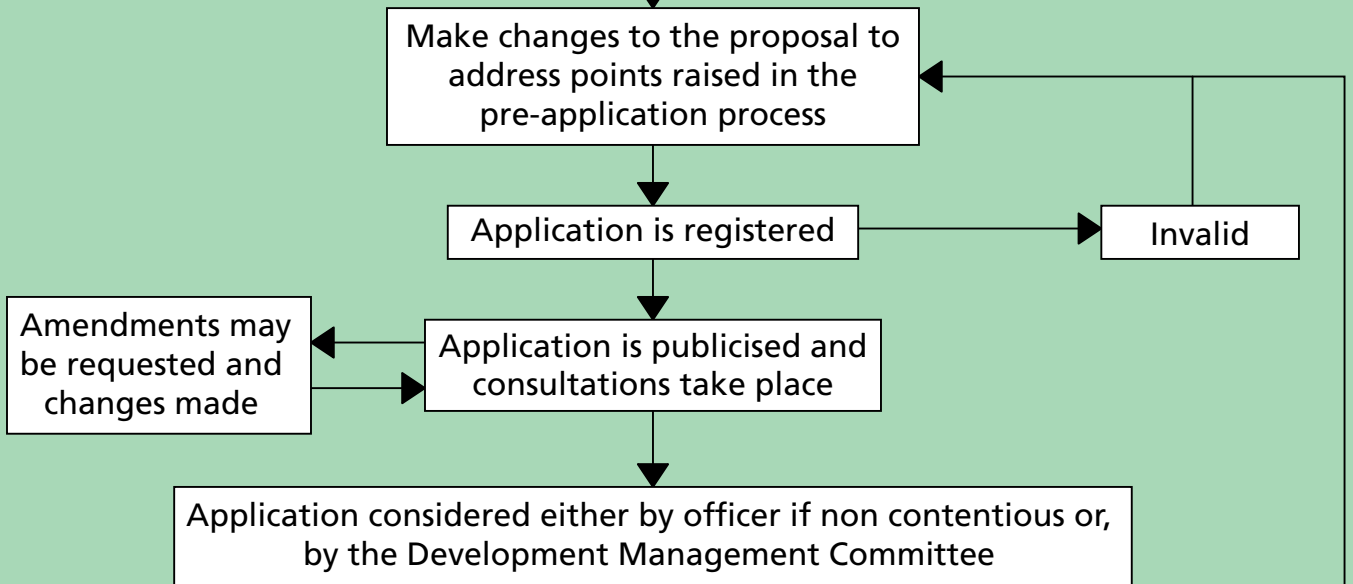 Make changes to the proposal to
address points raised in the
pre-application process
Application is registered
Invalid
Amendments may
be requested and
changes made
Application is publicised and
consultations take place
Application considered either by officer if non contentious or,
by the Development Management Committee